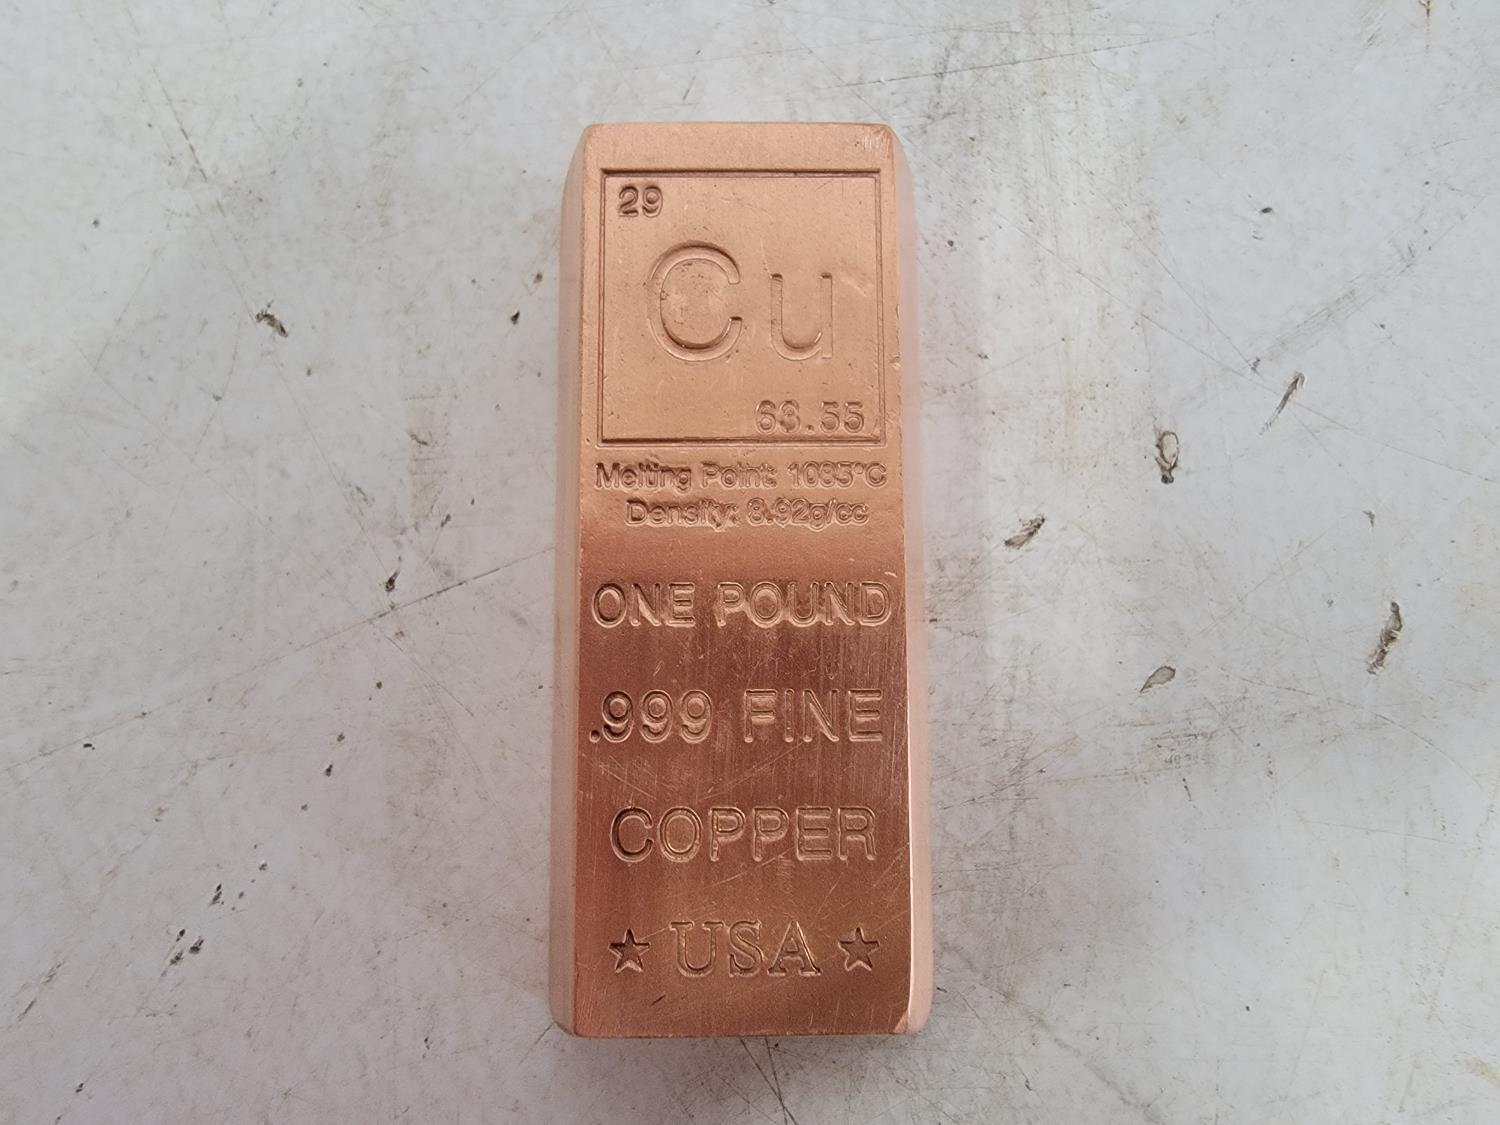 29
Cu
63.55
Melting Point: 1085°C
Density: 8.92g/cc
ONE POUND
.999 FINE
COPPER
★ USA ★